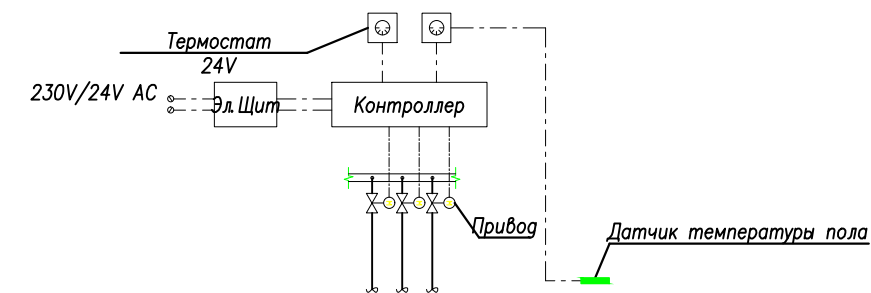 Термостат
24V
230V/24V AC
Эл.Щит
Контроллер
Привод
Датчик температуры пола